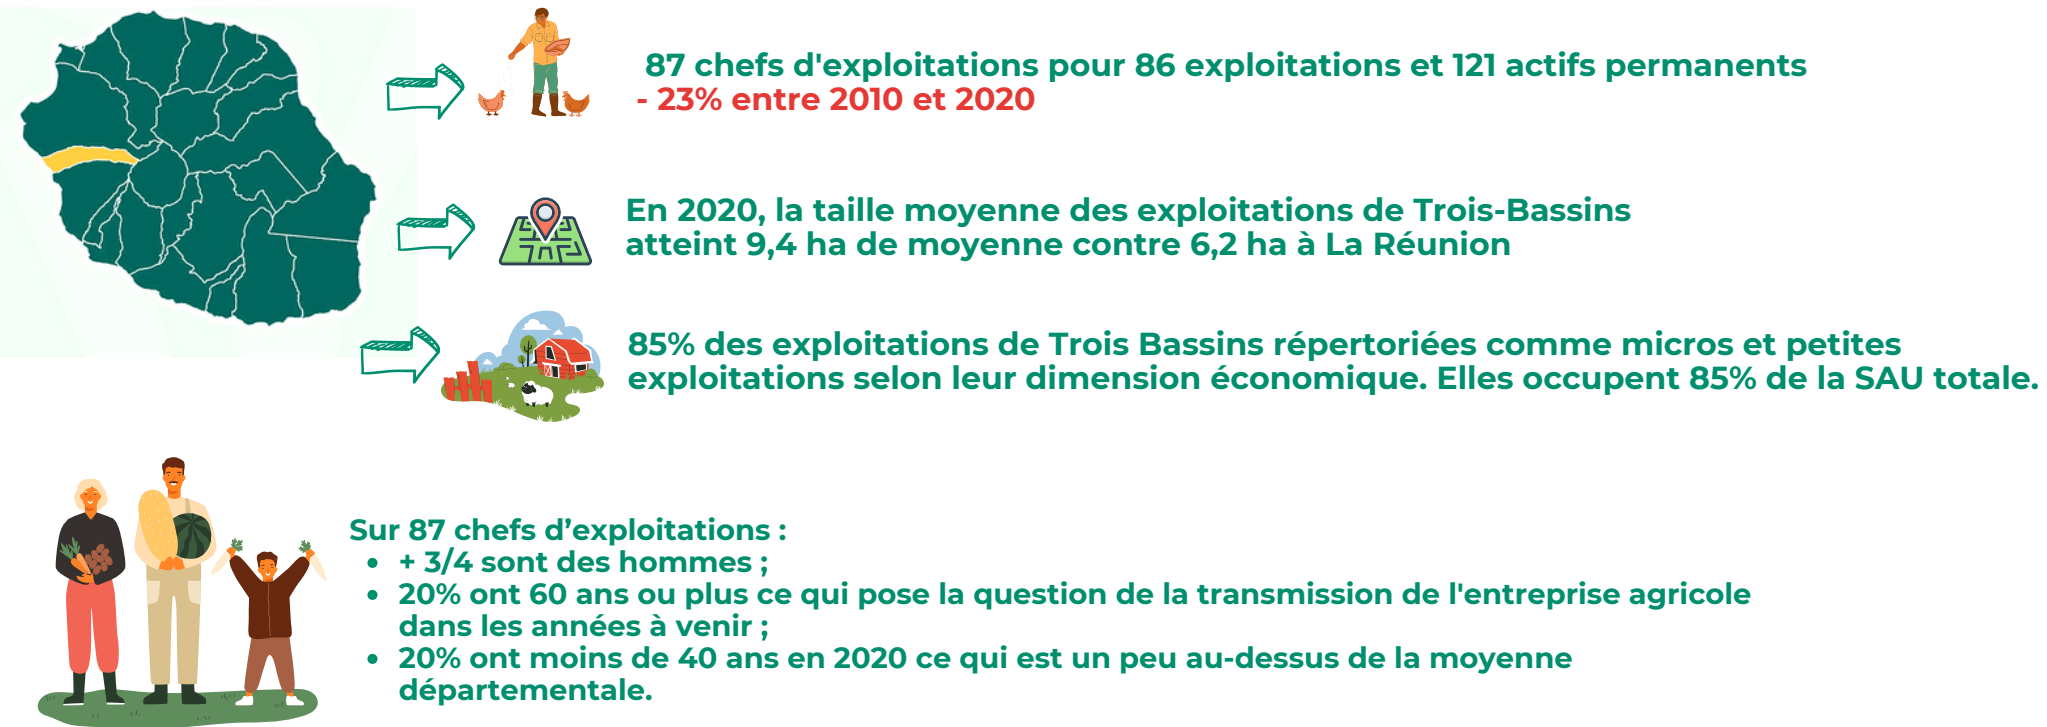 87 chefs d'exploitations pour 86 exploitations et 121 actifs permanents
- 23% entre 2010 et 2020
En 2020, la taille moyenne des exploitations de Trois-Bassins
atteint 9,4 ha de moyenne contre 6,2 ha à La Réunion
85% des exploitations de Trois Bassins répertoriées comme micros et petites
exploitations selon leur dimension économique. Elles occupent 85% de la SAU totale.
Sur 87 chefs d’exploitations :
• + 3/4 sont des hommes ;
• 20% ont 60 ans ou plus ce qui pose la question de la transmission de l'entreprise agricole
dans les années à venir ;
• 20% ont moins de 40 ans en 2020 ce qui est un peu au-dessus de la moyenne
départementale.